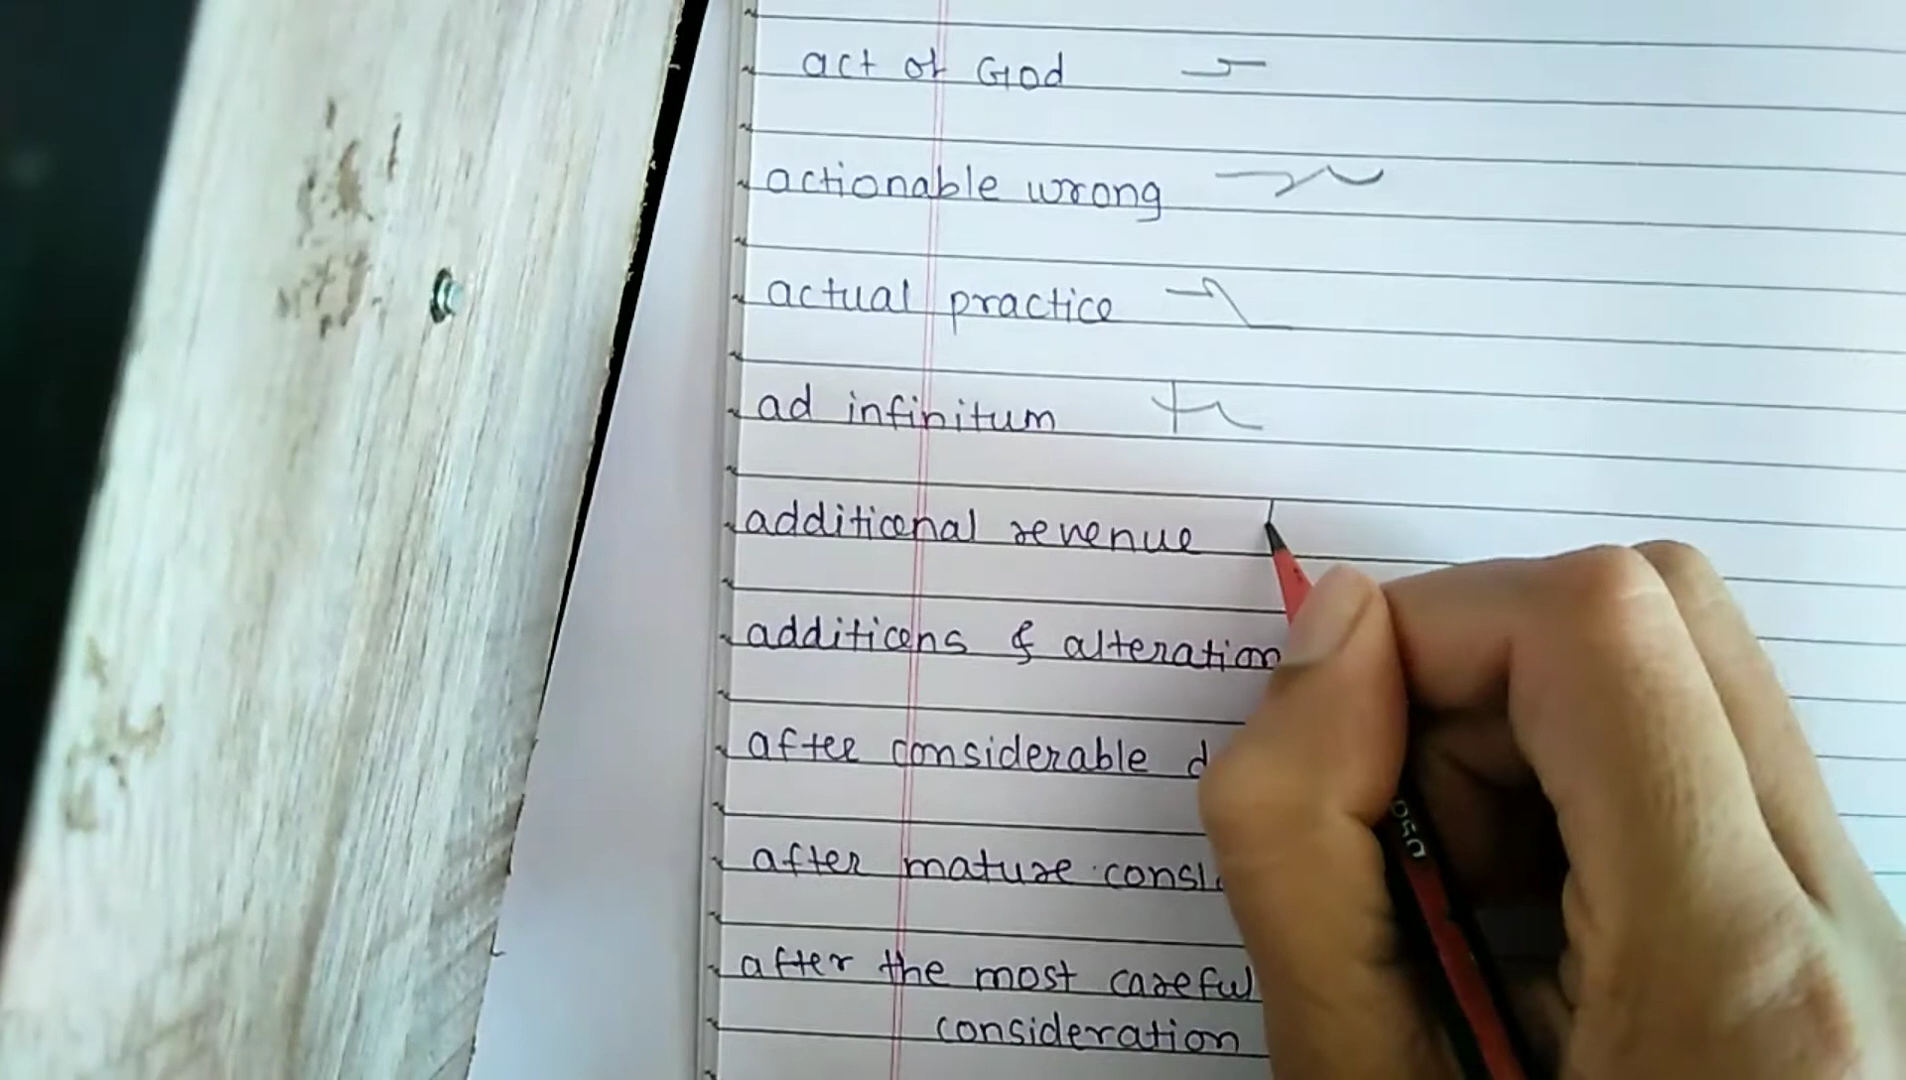 act of God
actionable wrong
actual practice
ad infinitum
additional revenue
additions & alteration
after considerable
after mature
after the most careful
consideration